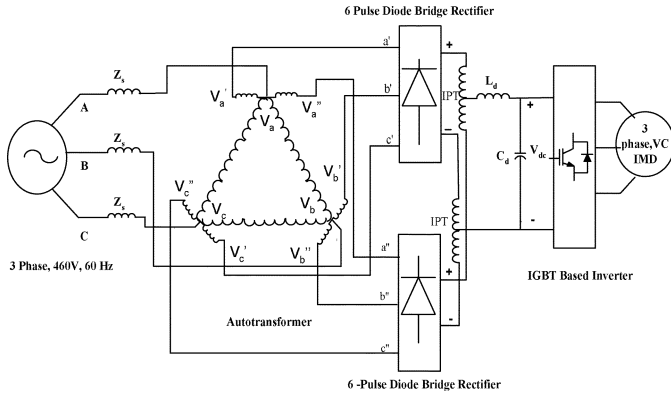 6 Pulse Diode Bridge Rectifier
Zs
A
Va'
Va"
Va
a'
b'
c'
+
IPT
−
Ld
+
Vdc
Cd
-
3
phase,VC
IMD
Zs
B
Zs
C
Vc"
Vc
Vb
Vb'
Vc'
Vb"
IPT
a"
b"
c"
+
-
3 Phase, 460V, 60 Hz
Autotransformer
IGBT Based Inverter
6 -Pulse Diode Bridge Rectifier